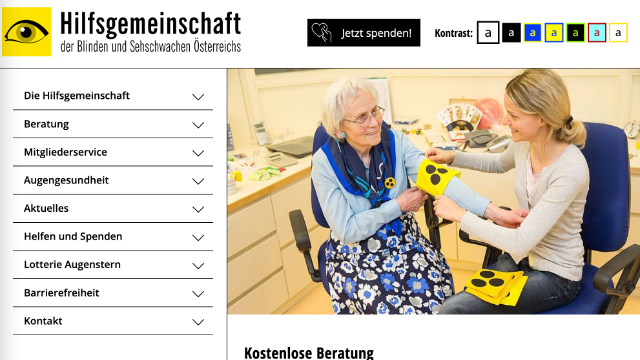 Hilfsgemeinschaft
der Blinden und Sehschwachen Österreichs
Jetzt spenden!
Kontrast: a a a a a a a
Die Hilfsgemeinschaft
Beratung
Mitgliederservice
Augengesundheit
Aktuelles
Helfen und Spenden
Lotterie Augenstern
Barrierefreiheit
Kontakt
Kostenlose Beratung